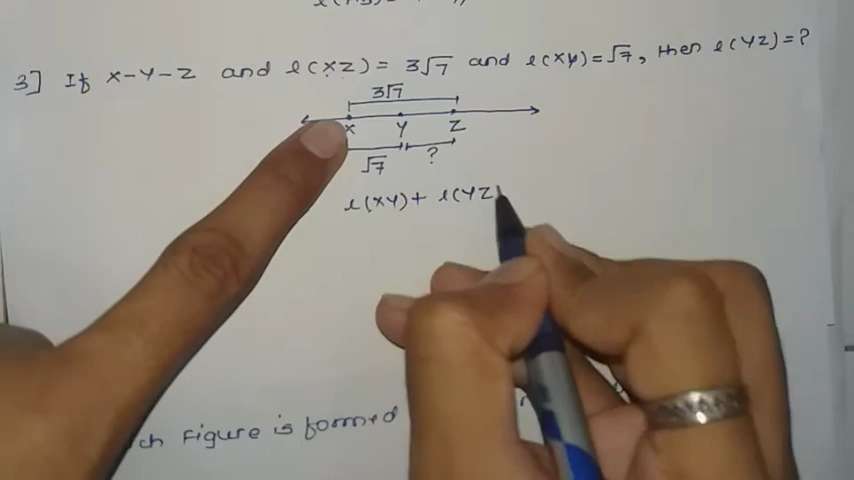 3] If X-Y-Z and l(XZ) = 3√7 and l(XY)=√7, then l(YZ)=?
3√7
X Y Z
√7 ?
l(XY)+ l(YZ)
ch Figure is formed